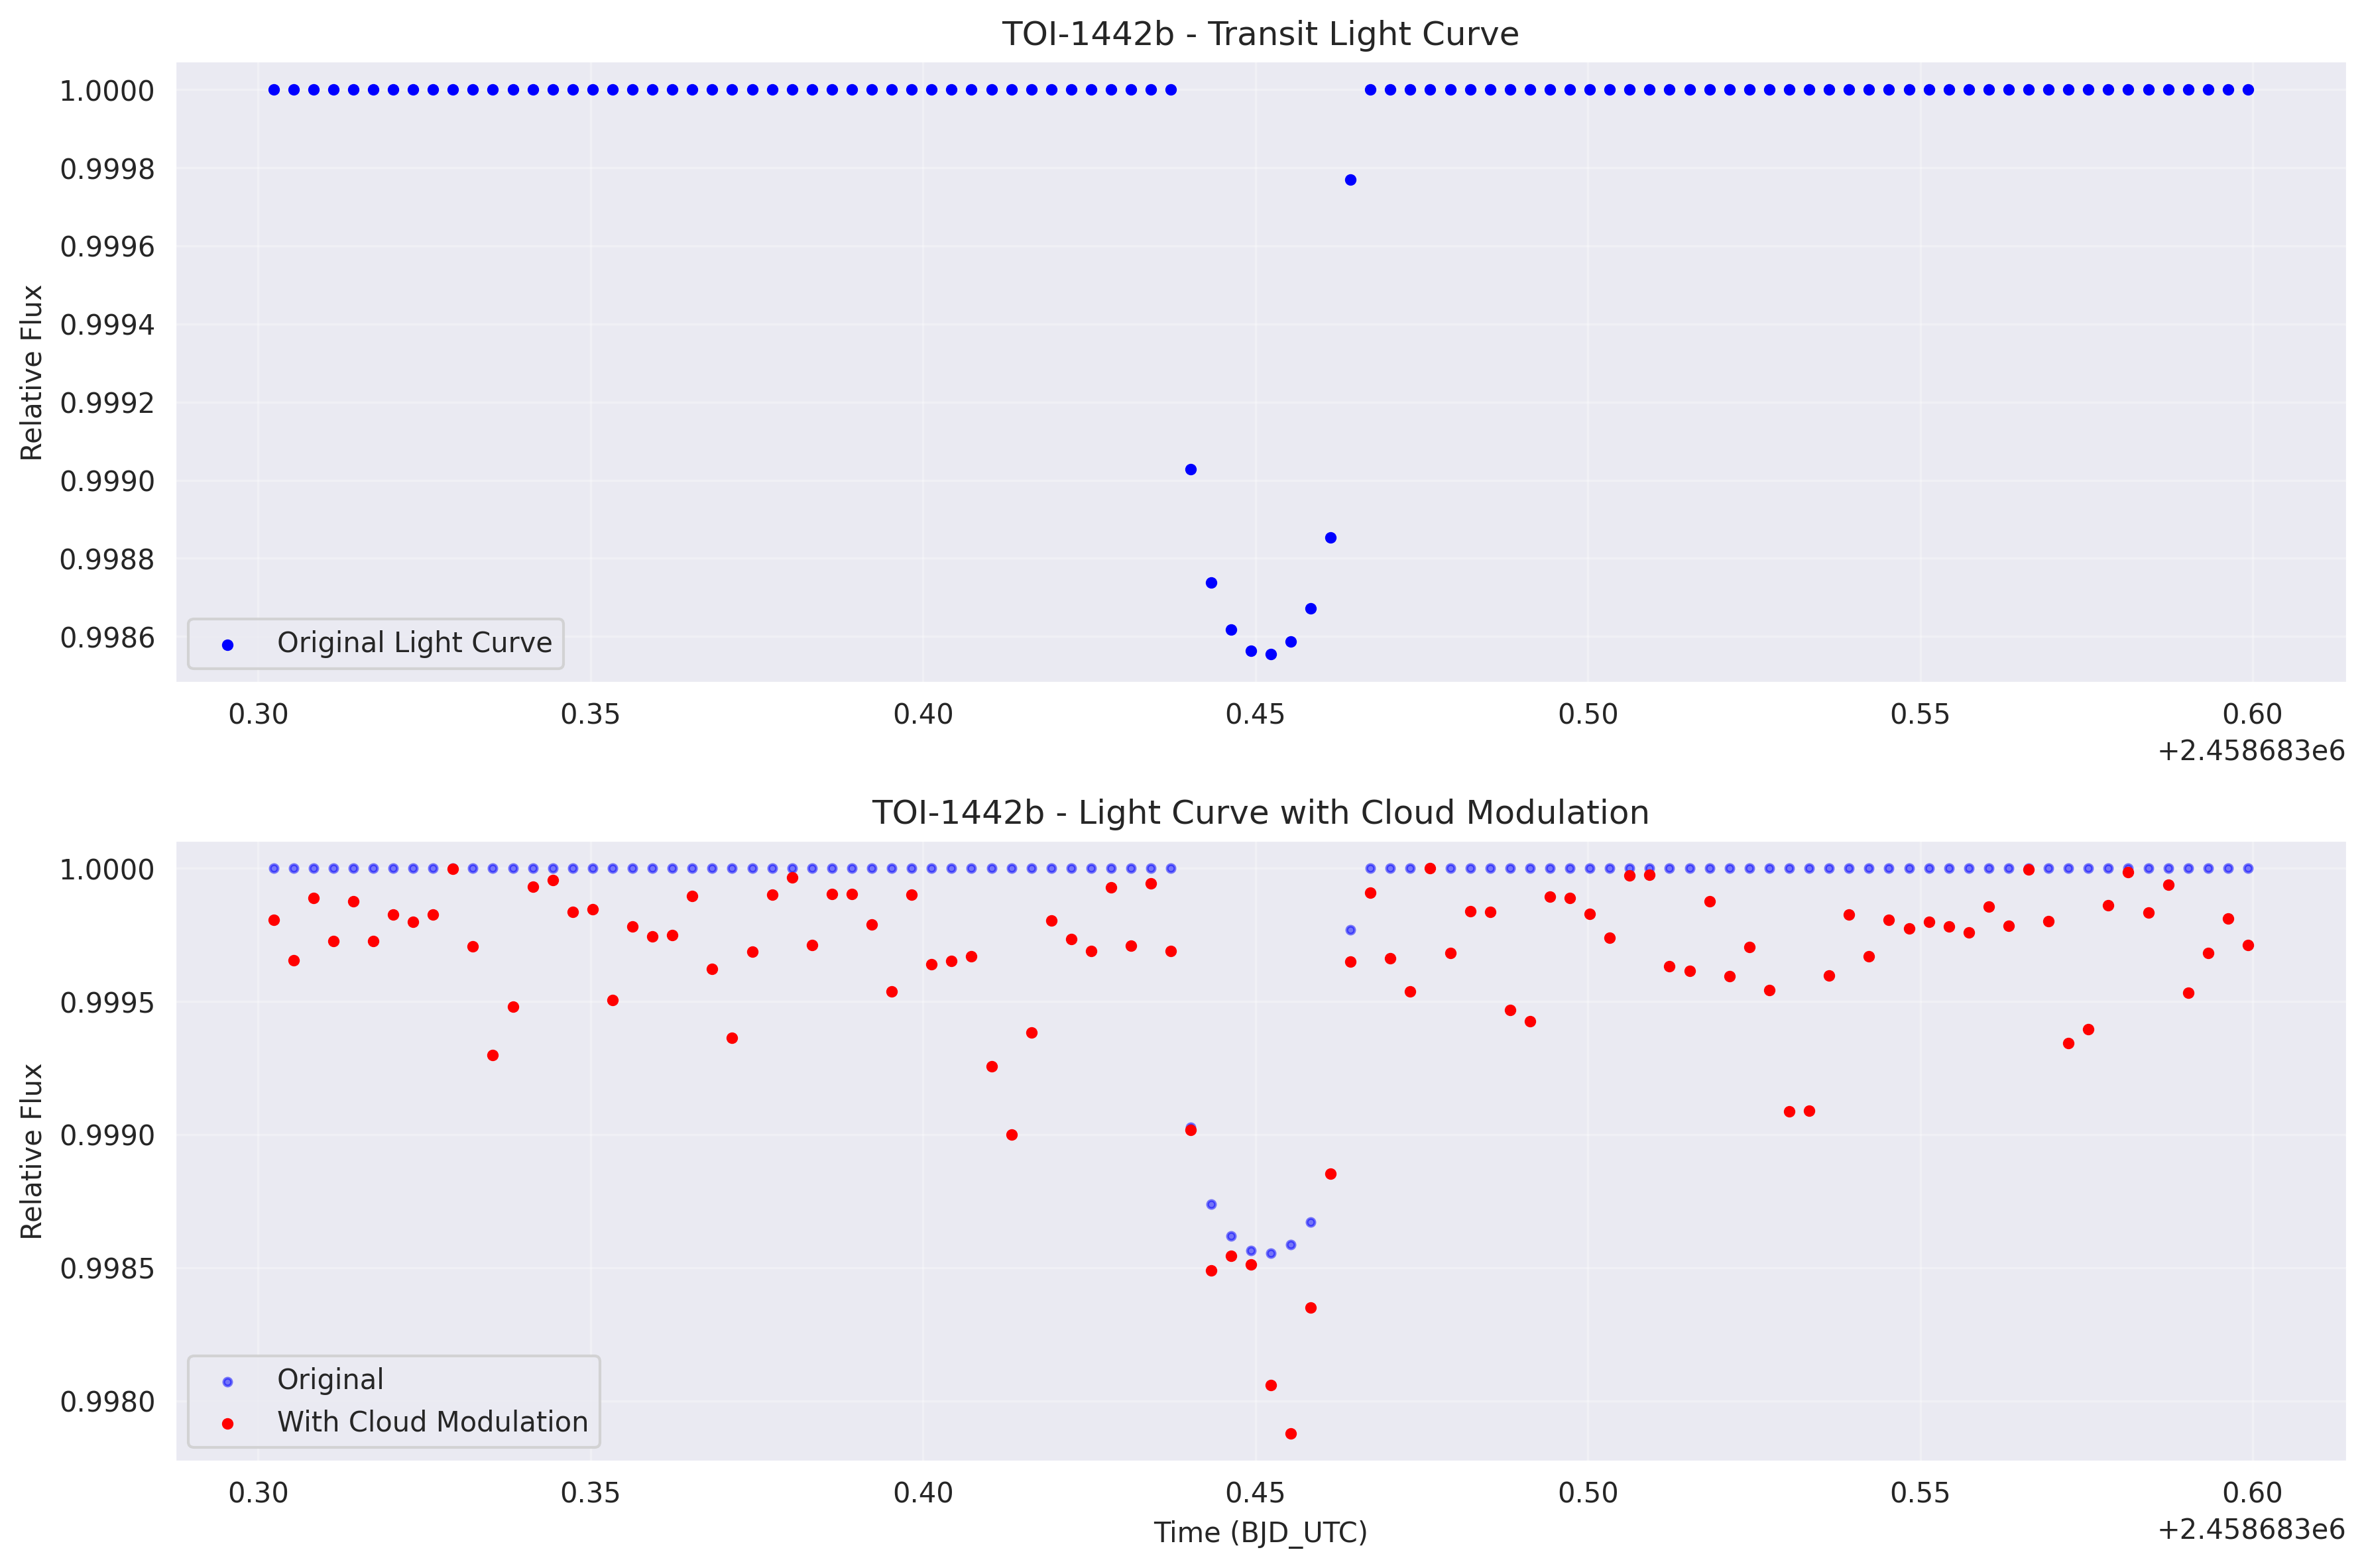 TOI-1442b - Transit Light Curve
1.0000
0.9998
0.9996
0.9994
0.9992
0.9990
0.9988
0.9986
Relative Flux
Original Light Curve
0.30 0.35 0.40 0.45 0.50 0.55 0.60
+2.458683e6
TOI-1442b - Light Curve with Cloud Modulation
1.0000
0.9995
0.9990
0.9985
0.9980
Relative Flux
Original
With Cloud Modulation
0.30 0.35 0.40 0.45 0.50 0.55 0.60
Time (BJD_UTC)
+2.458683e6